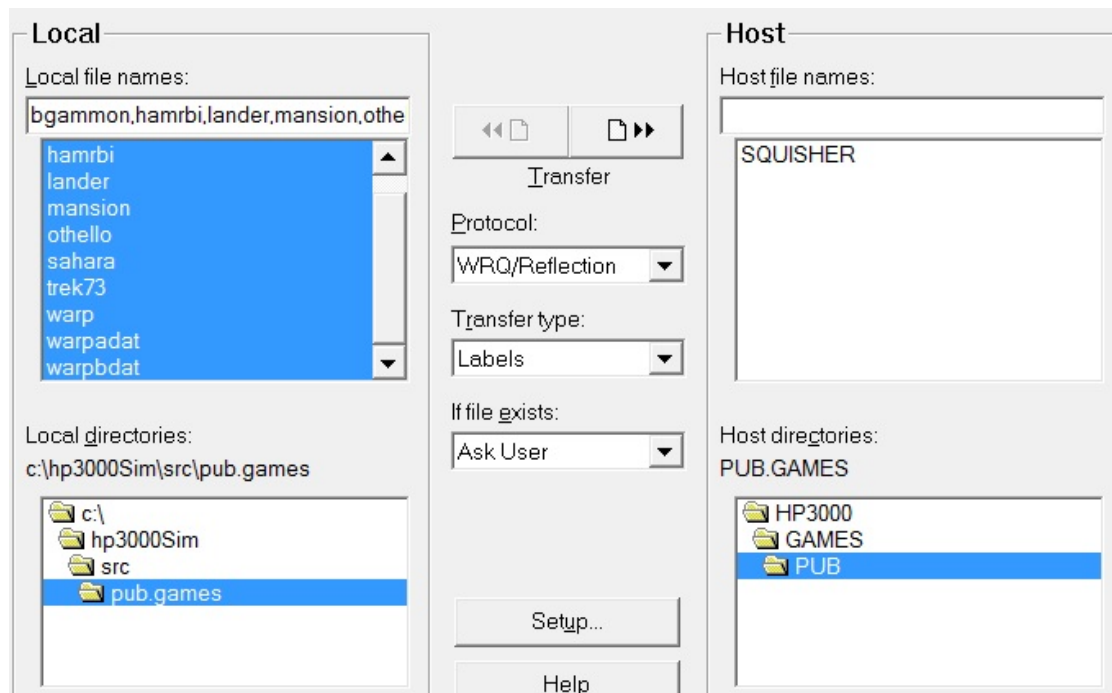 Local
Local file names:
bgammon,hamrbi,lander,mansion,othe
hamrbi
lander
mansion
othello
sahara
trek73
warp
warpadat
warpbdat
Local directories:
c:\hp3000Sim\src\pub.games
c:\
hp3000Sim
src
pub.games
Transfer
Protocol:
WRQ/Reflection
Transfer type:
Labels
If file exists:
Ask User
Setup...
Help
Host
Host file names:
SQUISHER
Host directories:
PUB.GAMES
HP3000
GAMES
PUB